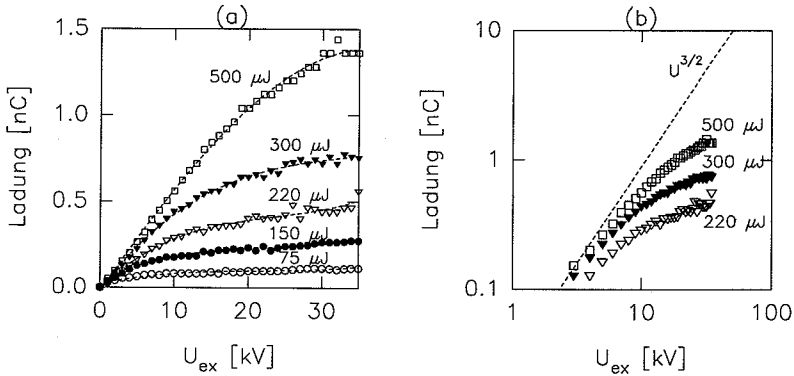 (a)
1.5
1.0
0.5
0.0
Ladung [nC]
500 μJ
300 μJ
220 μJ
150 μJ
75 μJ
0
10
20
30
U_ex [kV]
(b)
10
1
0.1
Ladung [nC]
U^3/2
500 μJ
300 μJ
220 μJ
1
10
100
U_ex [kV]